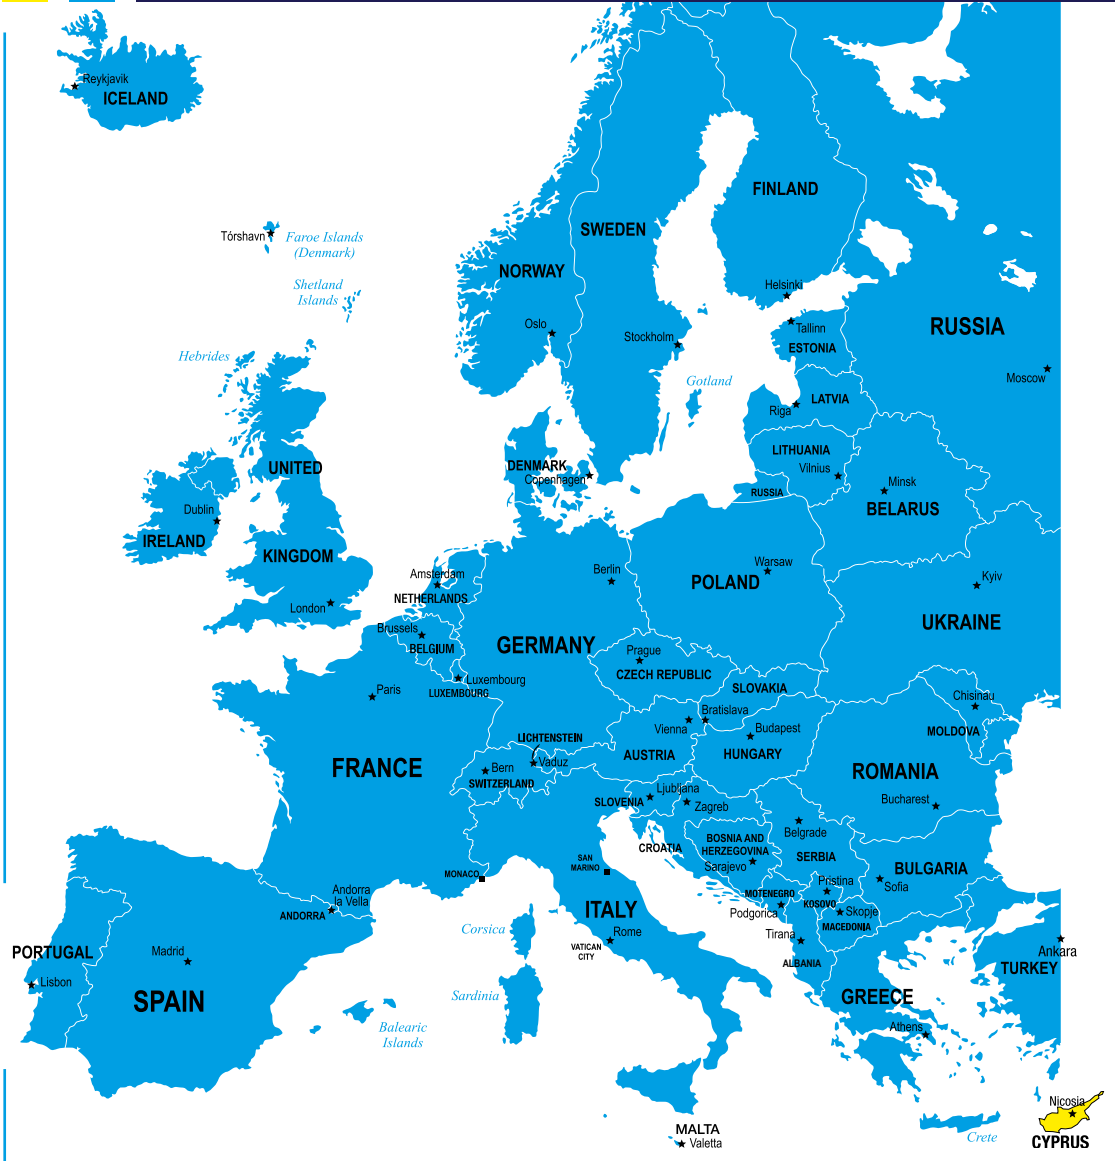 Reykjavik
ICELAND
FINLAND
SWEDEN
Tórshavn
Faroe Islands
(Denmark)
NORWAY
Shetland
Islands
Helsinki
Oslo
Tallinn
RUSSIA
Stockholm
ESTONIA
Hebrides
Moscow
Gotland
LATVIA
Riga
LITHUANIA
UNITED
DENMARK
Vilnius
Copenhagen
Minsk
RUSSIA
Dublin
BELARUS
IRELAND
KINGDOM
Warsaw
Berlin
Amsterdam
Kyiv
POLAND
NETHERLANDS
London
UKRAINE
Brussels
GERMANY
BELGIUM
Prague
CZECH REPUBLIC
Luxembourg
LUXEMBOURG
SLOVAKIA
Paris
Chisinau
Bratislava
Vienna
Budapest
MOLDOVA
LICHTENSTEIN
AUSTRIA
HUNGARY
Vaduz
Bern
FRANCE
SWITZERLAND
ROMANIA
Ljubljana
SLOVENIA
Zagreb
Bucharest
Belgrade
BOSNIA AND
HERZEGOVINA
CROATIA
SAN
MARINO
SERBIA
Sarajevo
BULGARIA
MONACO
Pristina
Sofia
Andorra
la Vella
MOTENEGRO
KOSOVO
ANDORRA
ITALY
Podgorica
Skopje
MACEDONIA
Corsica
Rome
Tirana
VATICAN
CITY
PORTUGAL
Madrid
Ankara
ALBANIA
TURKEY
Lisbon
Sardinia
GREECE
SPAIN
Balearic
Islands
Athens
Nicosia
MALTA
Valetta
Crete
CYPRUS